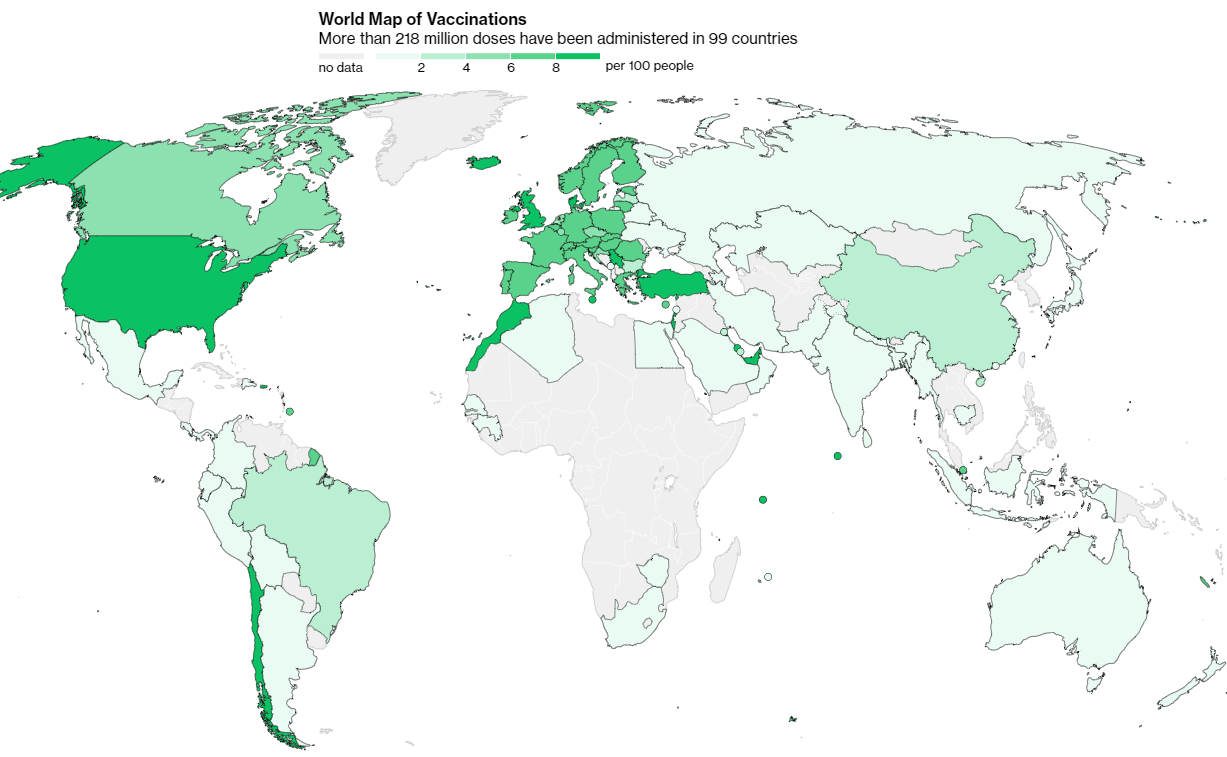 World Map of Vaccinations
More than 218 million doses have been administered in 99 countries
no data 2 4 6 8 per 100 people